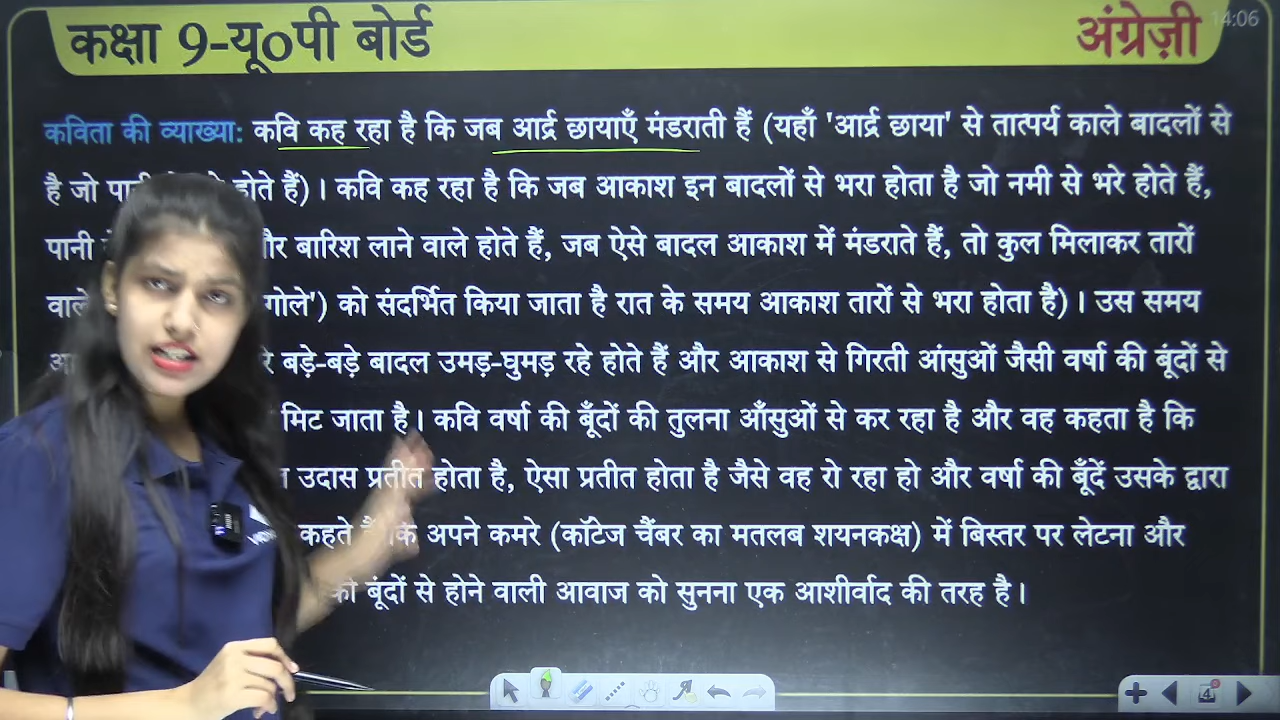 कक्षा 9-यू0पी बोर्ड
अंग्रेज़ी
14:06
कविता की व्याख्या: कवि कह रहा है कि जब आर्द्र छायाएँ मंडराती हैं (यहाँ 'आर्द्र छाया' से तात्पर्य काले बादलों से
है जो होते हैं)। कवि कह रहा है कि जब आकाश इन बादलों से भरा होता है जो नमी से भरे होते हैं,
पानी और बारिश लाने वाले होते हैं, जब ऐसे बादल आकाश में मंडराते हैं, तो कुल मिलाकर तारों
गोले') को संदर्भित किया जाता है रात के समय आकाश तारों से भरा होता है)। उस समय
बड़े-बड़े बादल उमड़-घुमड़ रहे होते हैं और आकाश से गिरती आंसुओं जैसी वर्षा की बूंदों से
मिट जाता है। कवि वर्षा की बूँदों की तुलना आँसुओं से कर रहा है और वह कहता है कि
उदास प्रतीत होता है, ऐसा प्रतीत होता है जैसे वह रो रहा हो और वर्षा की बूँदें उसके द्वारा
कहते हैं कि अपने कमरे (कॉटेज चैंबर का मतलब शयनकक्ष) में बिस्तर पर लेटना और
की बूंदों से होने वाली आवाज को सुनना एक आशीर्वाद की तरह है।
4